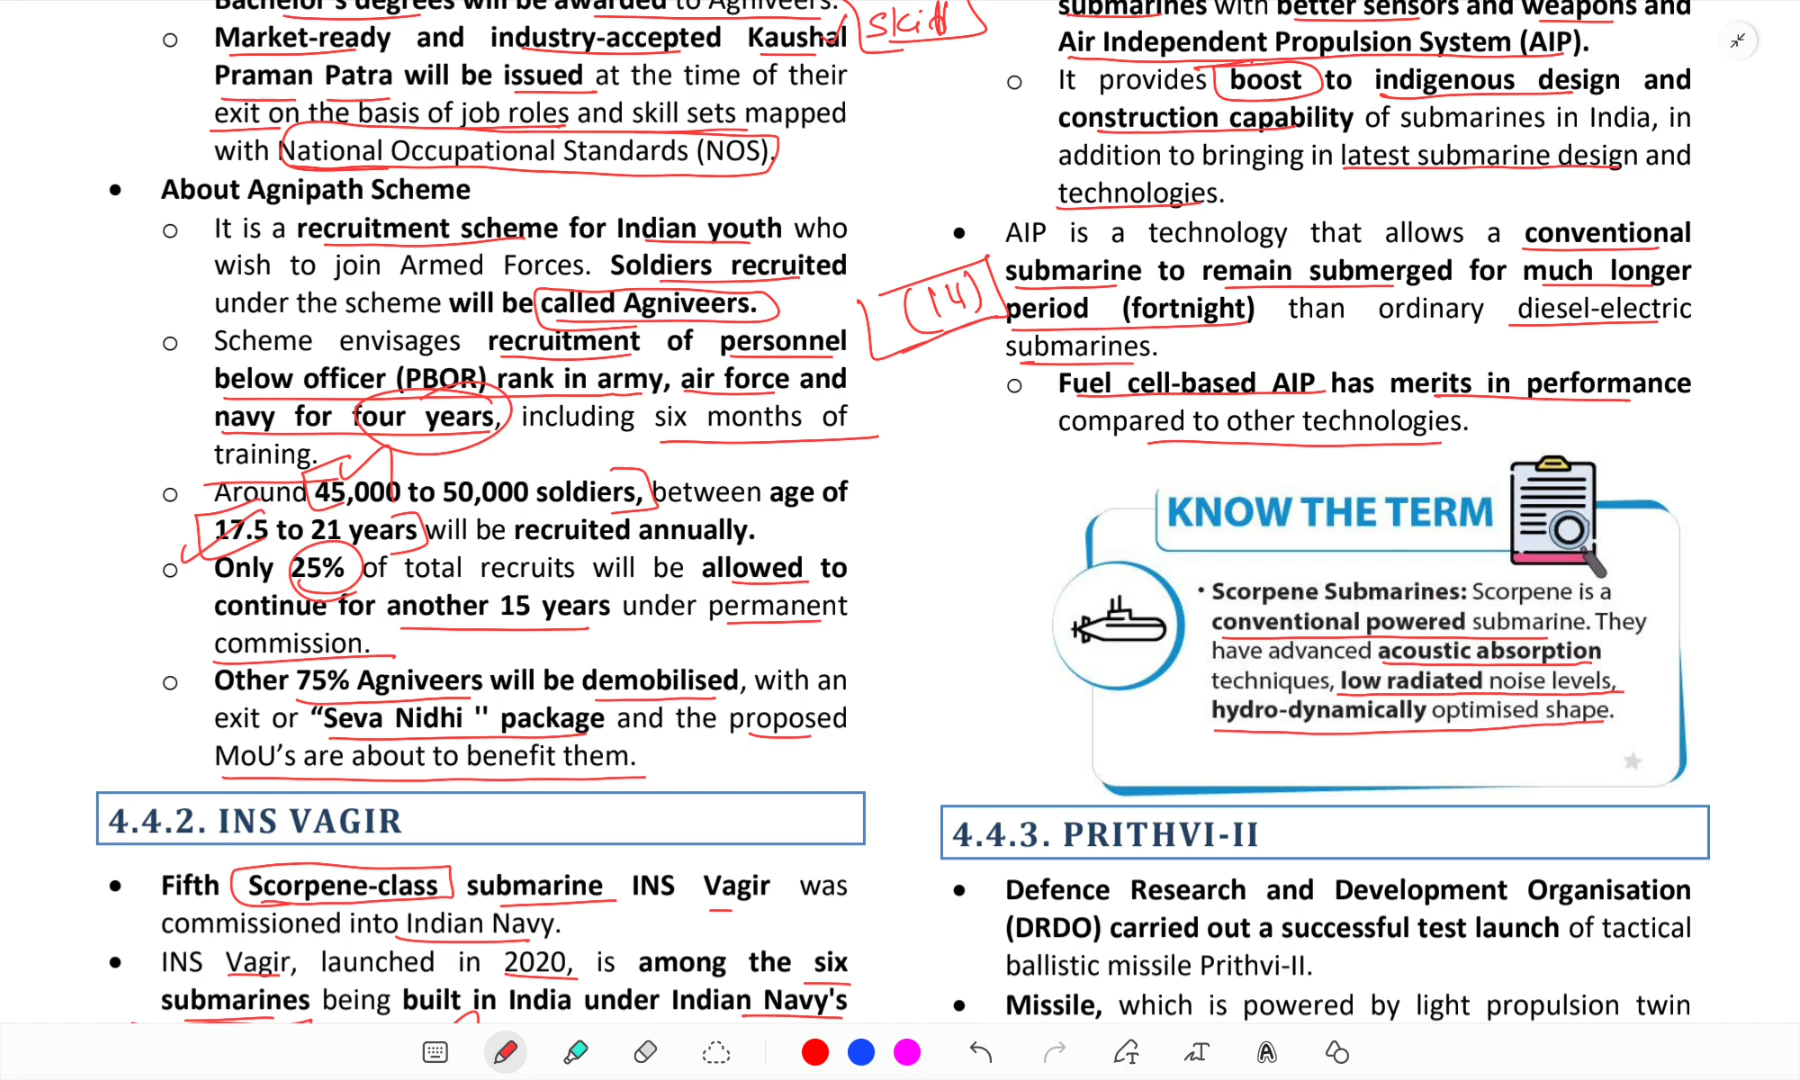 Bachelor's degrees will be awarded to Agniveers.
o Market-ready and industry-accepted Kaushal
Praman Patra will be issued at the time of their
exit on the basis of job roles and skill sets mapped
with National Occupational Standards (NOS).
• About Agnipath Scheme
o It is a recruitment scheme for Indian youth who
wish to join Armed Forces. Soldiers recruited
under the scheme will be called Agniveers.
o Scheme envisages recruitment of personnel
below officer (PBOR) rank in army, air force and
navy for four years, including six months of
training.
o Around 45,000 to 50,000 soldiers, between age of
17.5 to 21 years will be recruited annually.
o Only 25% of total recruits will be allowed to
continue for another 15 years under permanent
commission.
o Other 75% Agniveers will be demobilised, with an
exit or “Seva Nidhi '' package and the proposed
MoU’s are about to benefit them.
4.4.2. INS VAGIR
• Fifth Scorpene-class submarine INS Vagir was
commissioned into Indian Navy.
• INS Vagir, launched in 2020, is among the six
submarines being built in India under Indian Navy's
Skill
submarines with better sensors and weapons and
Air Independent Propulsion System (AIP).
o It provides boost to indigenous design and
construction capability of submarines in India, in
addition to bringing in latest submarine design and
technologies.
• AIP is a technology that allows a conventional
submarine to remain submerged for much longer
period (fortnight) than ordinary diesel-electric
submarines.
(14)
o Fuel cell-based AIP has merits in performance
compared to other technologies.
KNOW THE TERM
• Scorpene Submarines: Scorpene is a
conventional powered submarine. They
have advanced acoustic absorption
techniques, low radiated noise levels,
hydro-dynamically optimised shape.
4.4.3. PRITHVI-II
• Defence Research and Development Organisation
(DRDO) carried out a successful test launch of tactical
ballistic missile Prithvi-II.
• Missile, which is powered by light propulsion twin